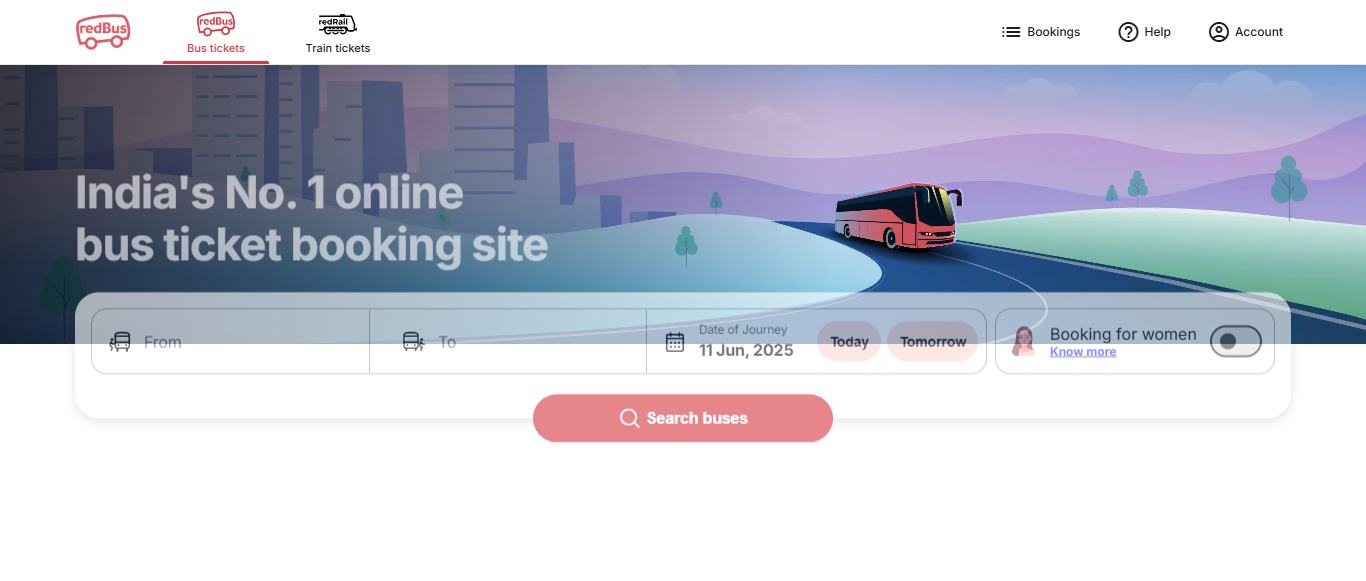 redBus
redBus
Bus tickets
redRail
Train tickets
Bookings
Help
Account
India's No. 1 online
bus ticket booking site
From
To
Date of Journey
11 Jun, 2025
Today
Tomorrow
Booking for women
Know more
Search buses